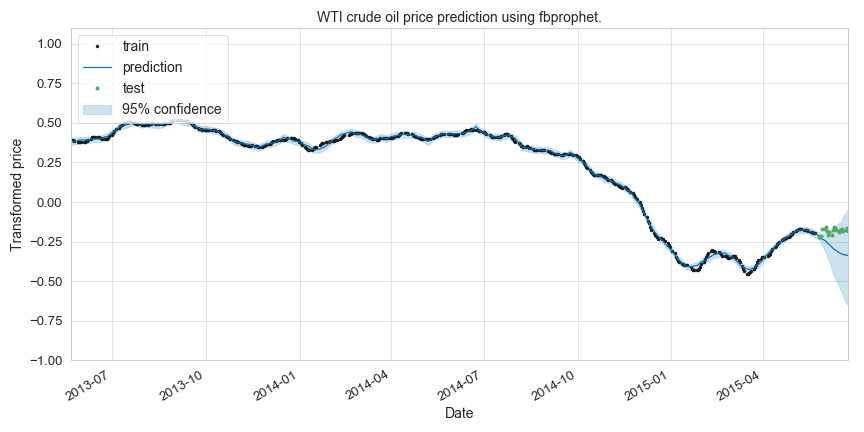 WTI crude oil price prediction using fbprophet.
train
prediction
test
95% confidence
1.00
0.75
0.50
0.25
0.00
−0.25
−0.50
−0.75
−1.00
Transformed price
2013-07
2013-10
2014-01
2014-04
2014-07
2014-10
2015-01
2015-04
Date